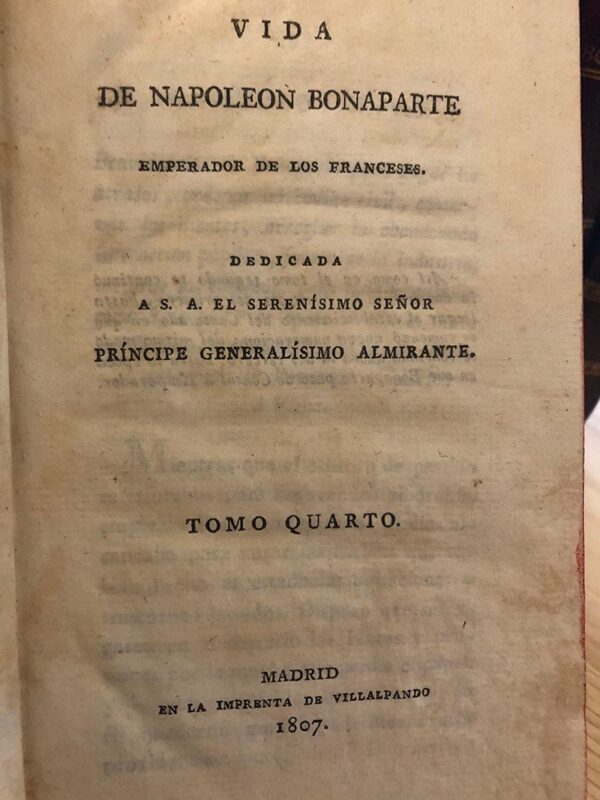 VIDA
DE NAPOLEON BONAPARTE
EMPERADOR DE LOS FRANCESES.
DEDICADA
A S. A. EL SERENÍSIMO SEÑOR
PRÍNCIPE GENERALÍSIMO ALMIRANTE.
TOMO QUARTO.
MADRID
EN LA IMPRENTA DE VILLALPANDO
1807.